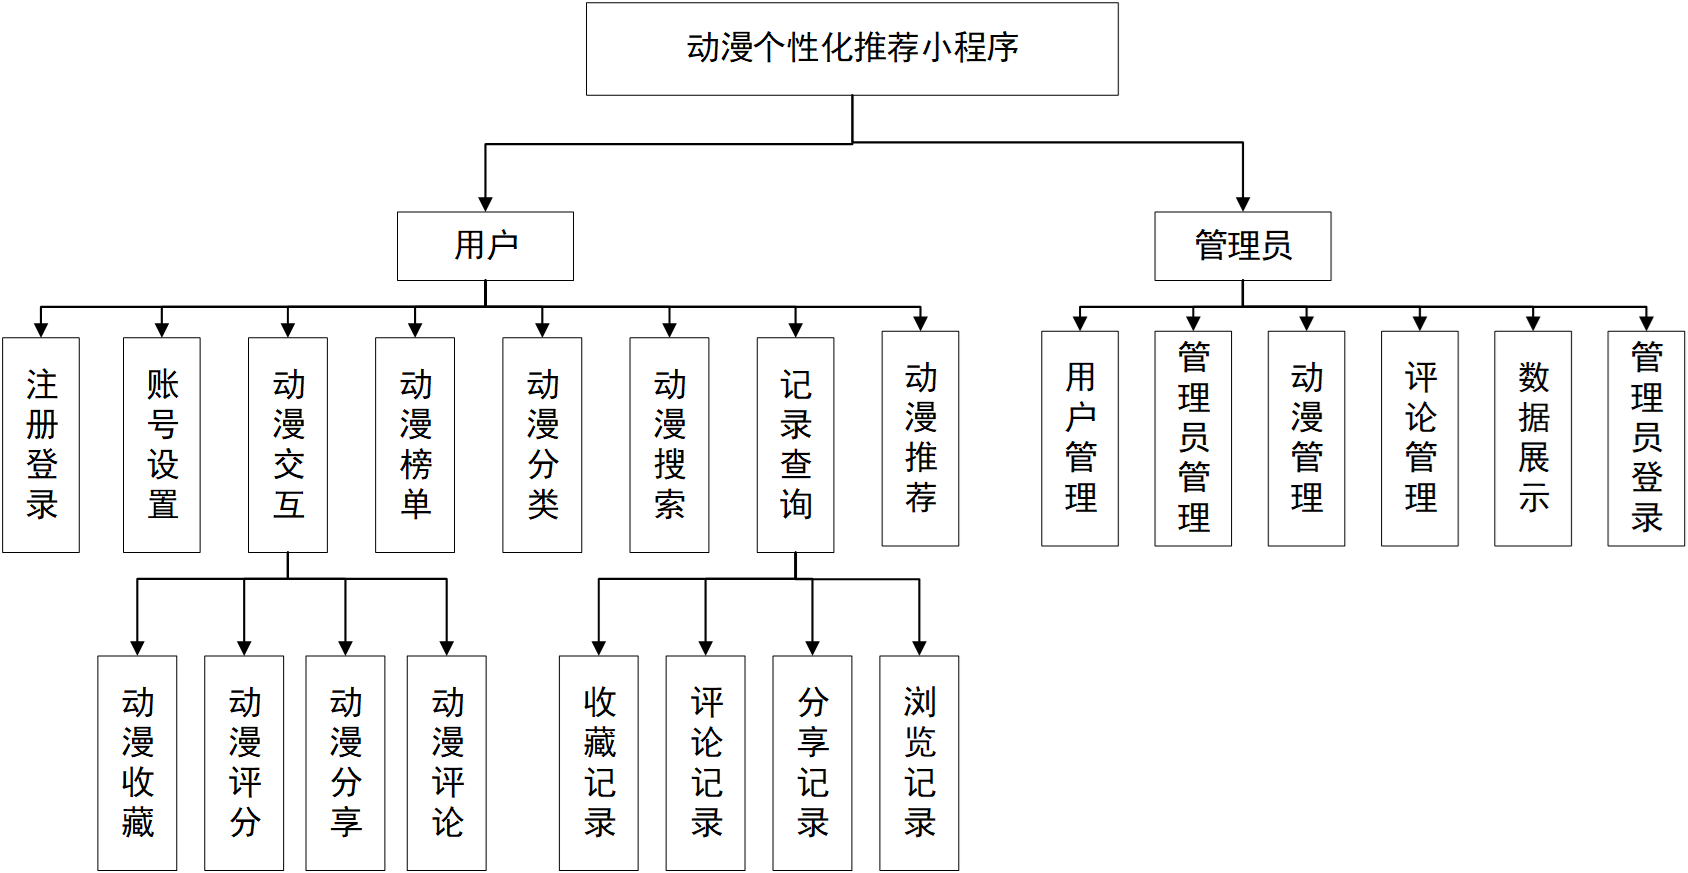 动漫个性化推荐小程序
用户
管理员
注册登录
账号设置
动漫交互
动漫榜单
动漫分类
动漫搜索
记录查询
动漫推荐
用户管理
管理员管理
动漫管理
评论管理
数据展示
管理员登录
动漫收藏
动漫评分
动漫分享
动漫评论
收藏记录
评论记录
分享记录
浏览记录